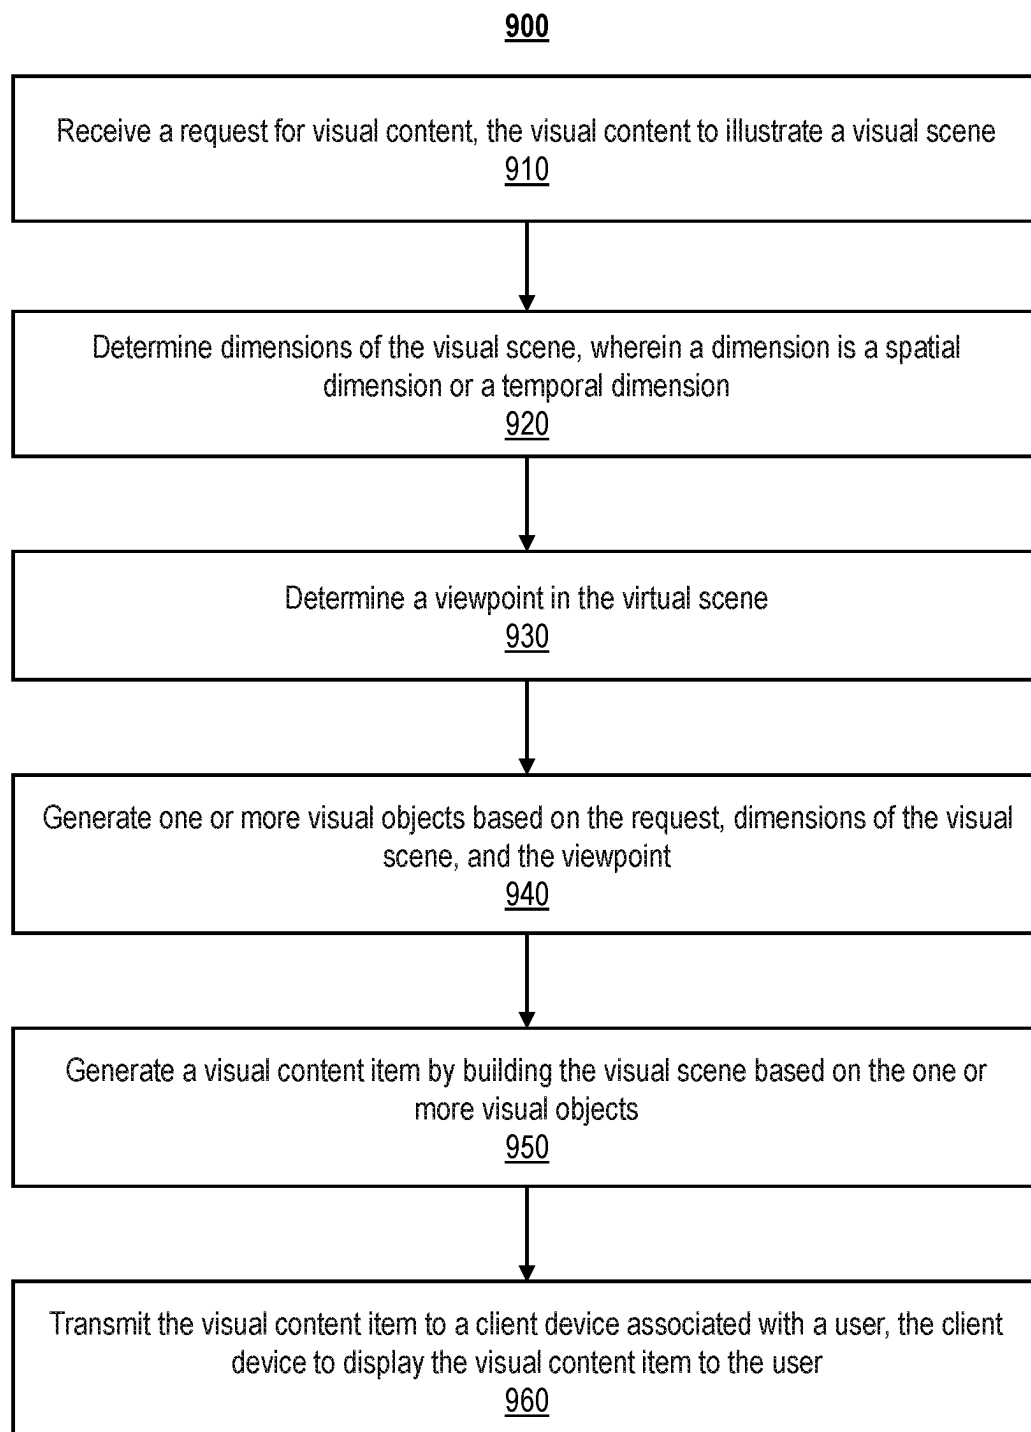 900
Receive a request for visual content, the visual content to illustrate a visual scene
910
Determine dimensions of the visual scene, wherein a dimension is a spatial
dimension or a temporal dimension
920
Determine a viewpoint in the virtual scene
930
Generate one or more visual objects based on the request, dimensions of the visual
scene, and the viewpoint
940
Generate a visual content item by building the visual scene based on the one or
more visual objects
950
Transmit the visual content item to a client device associated with a user, the client
device to display the visual content item to the user
960